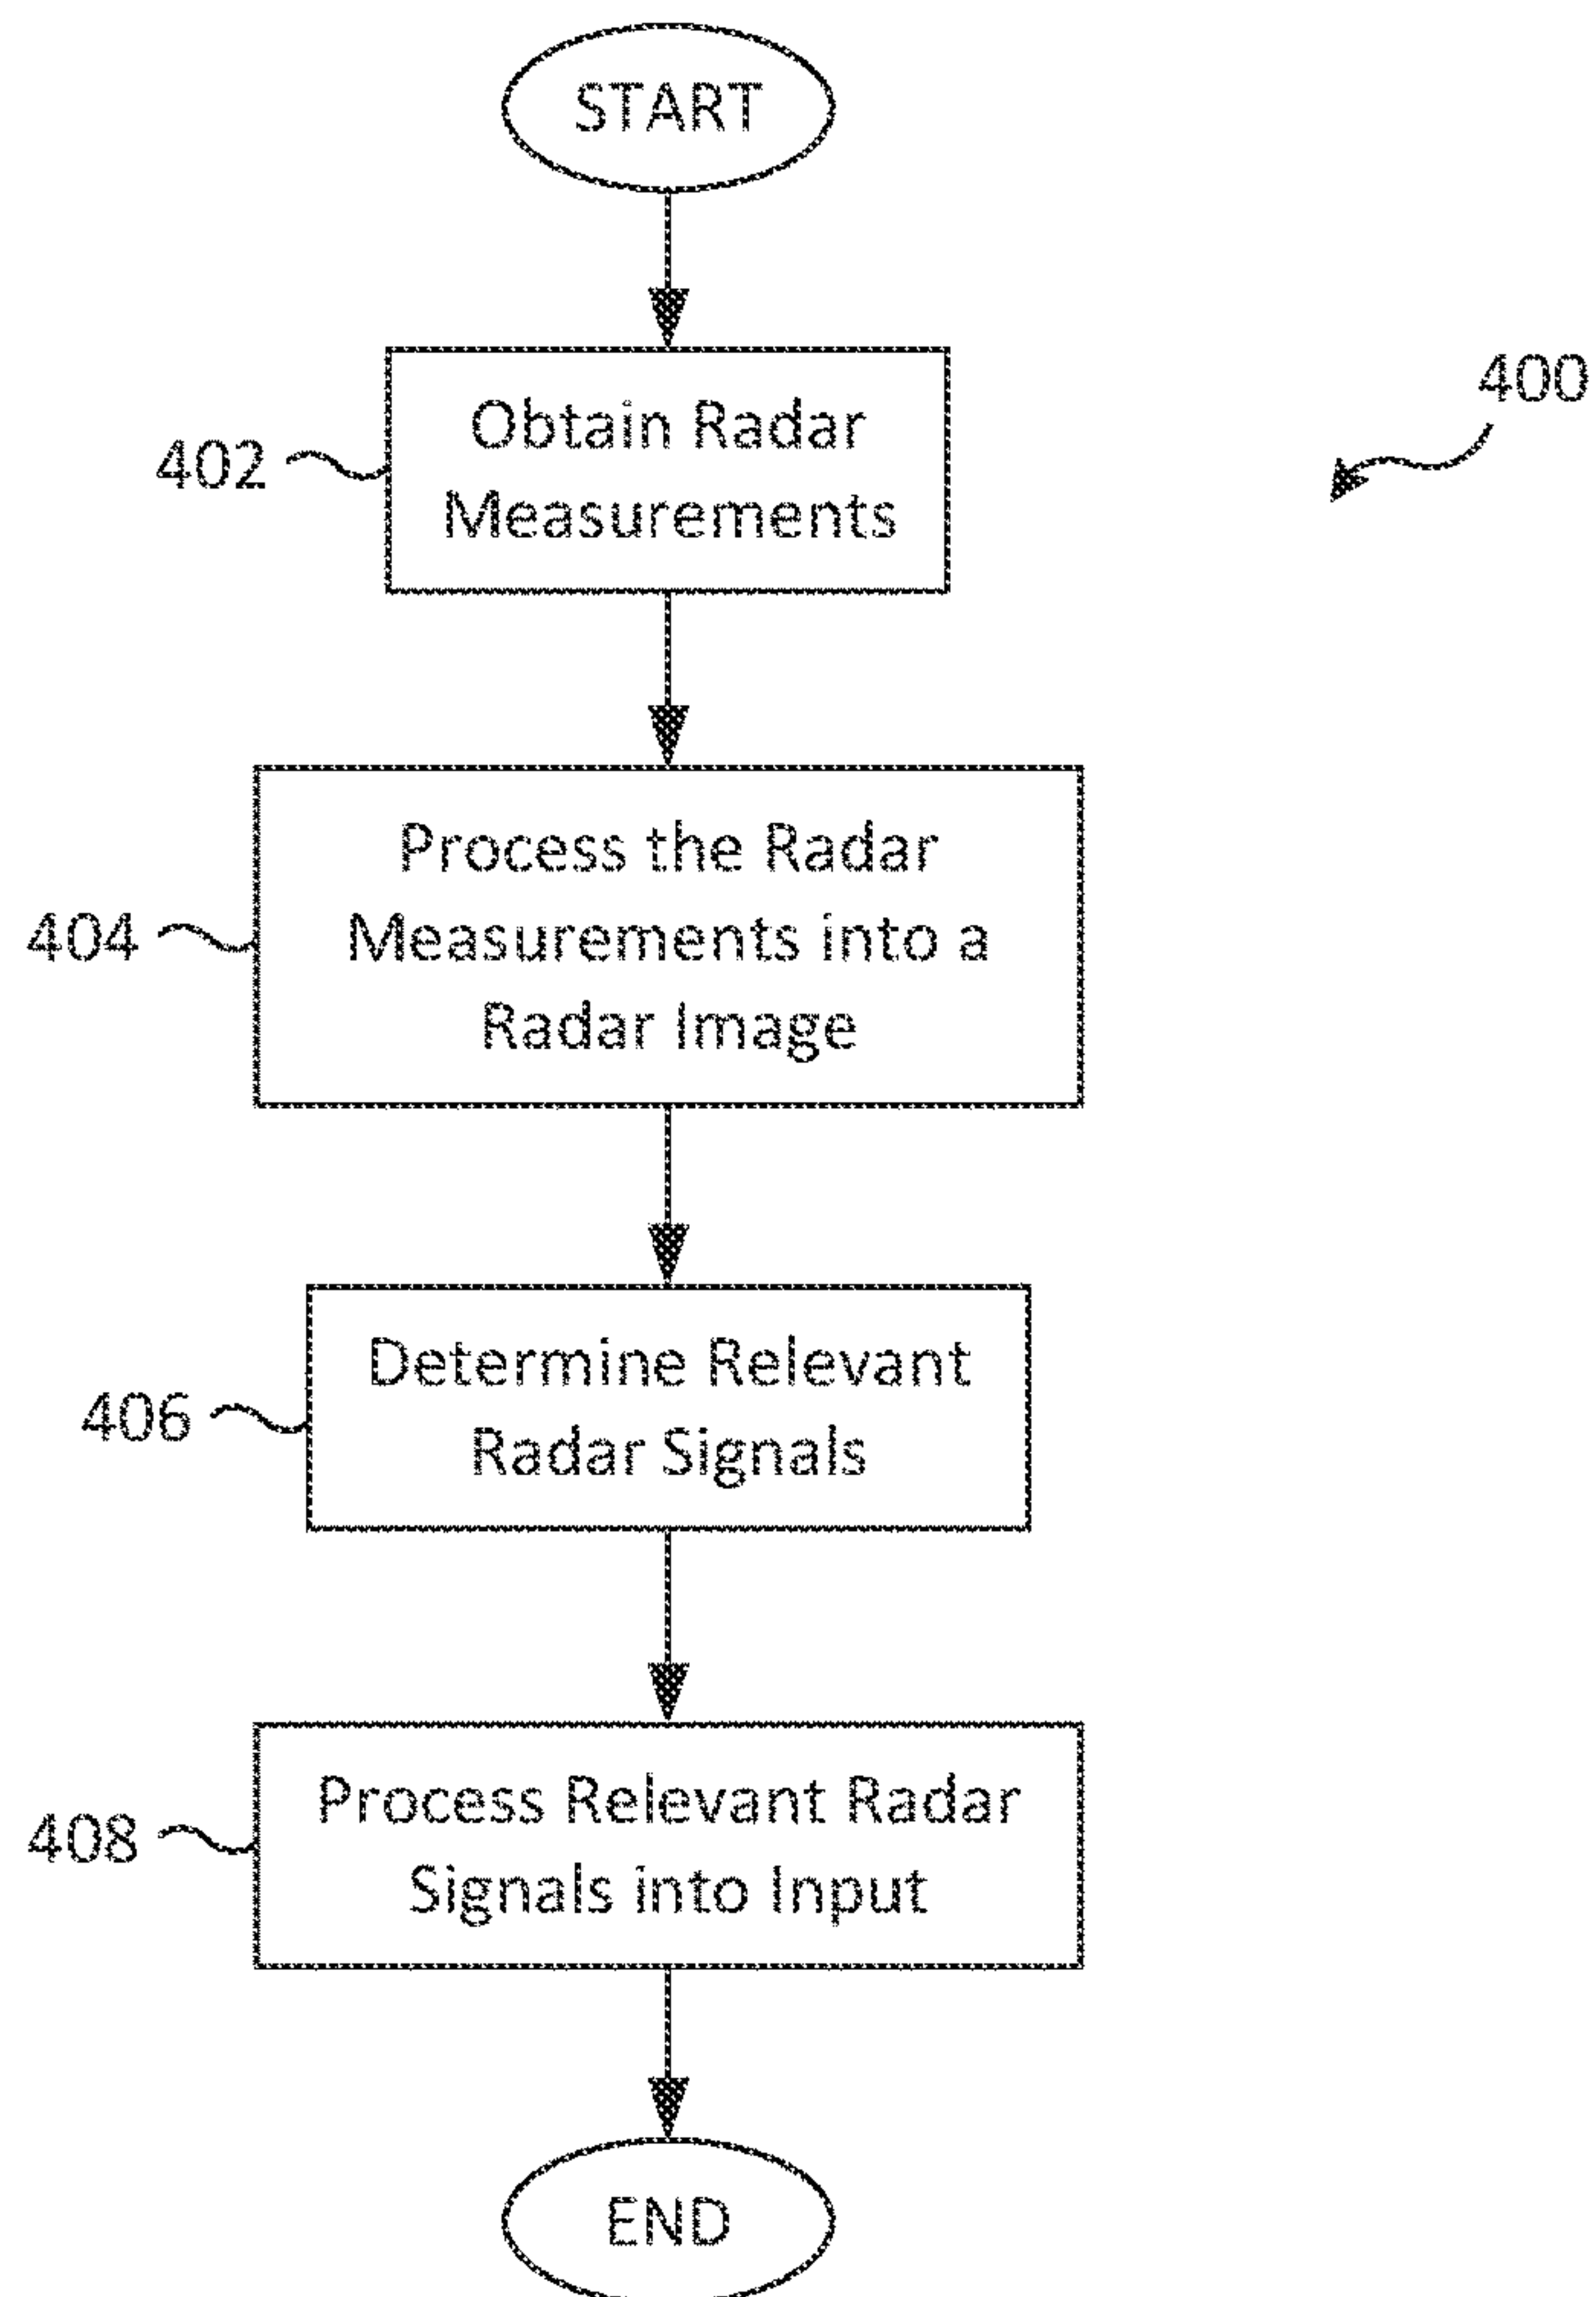 START
400
Obtain Radar
Measurements
402
Process the Radar
Measurements into a
Radar Image
404
Determine Relevant
Radar Signals
406
Process Relevant Radar
Signals into Input
408
END